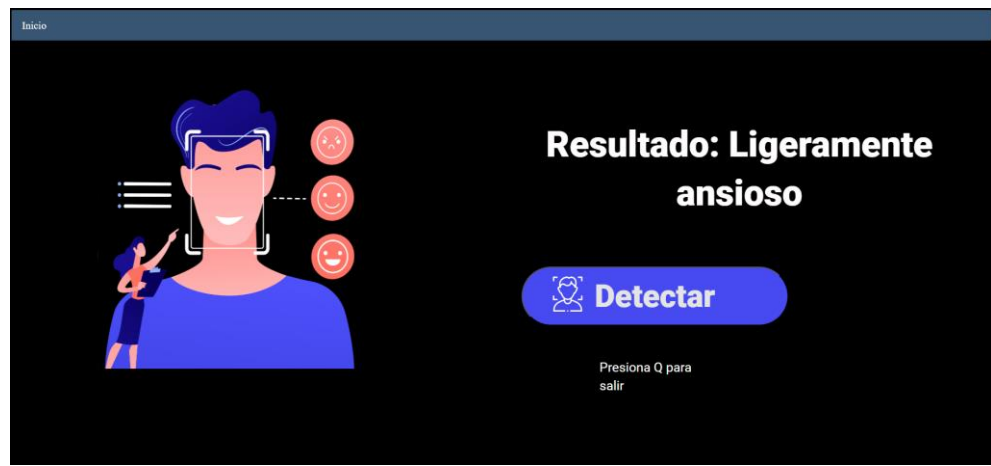 Inicio
Resultado: Ligeramente
ansioso
Detectar
Presiona Q para
salir